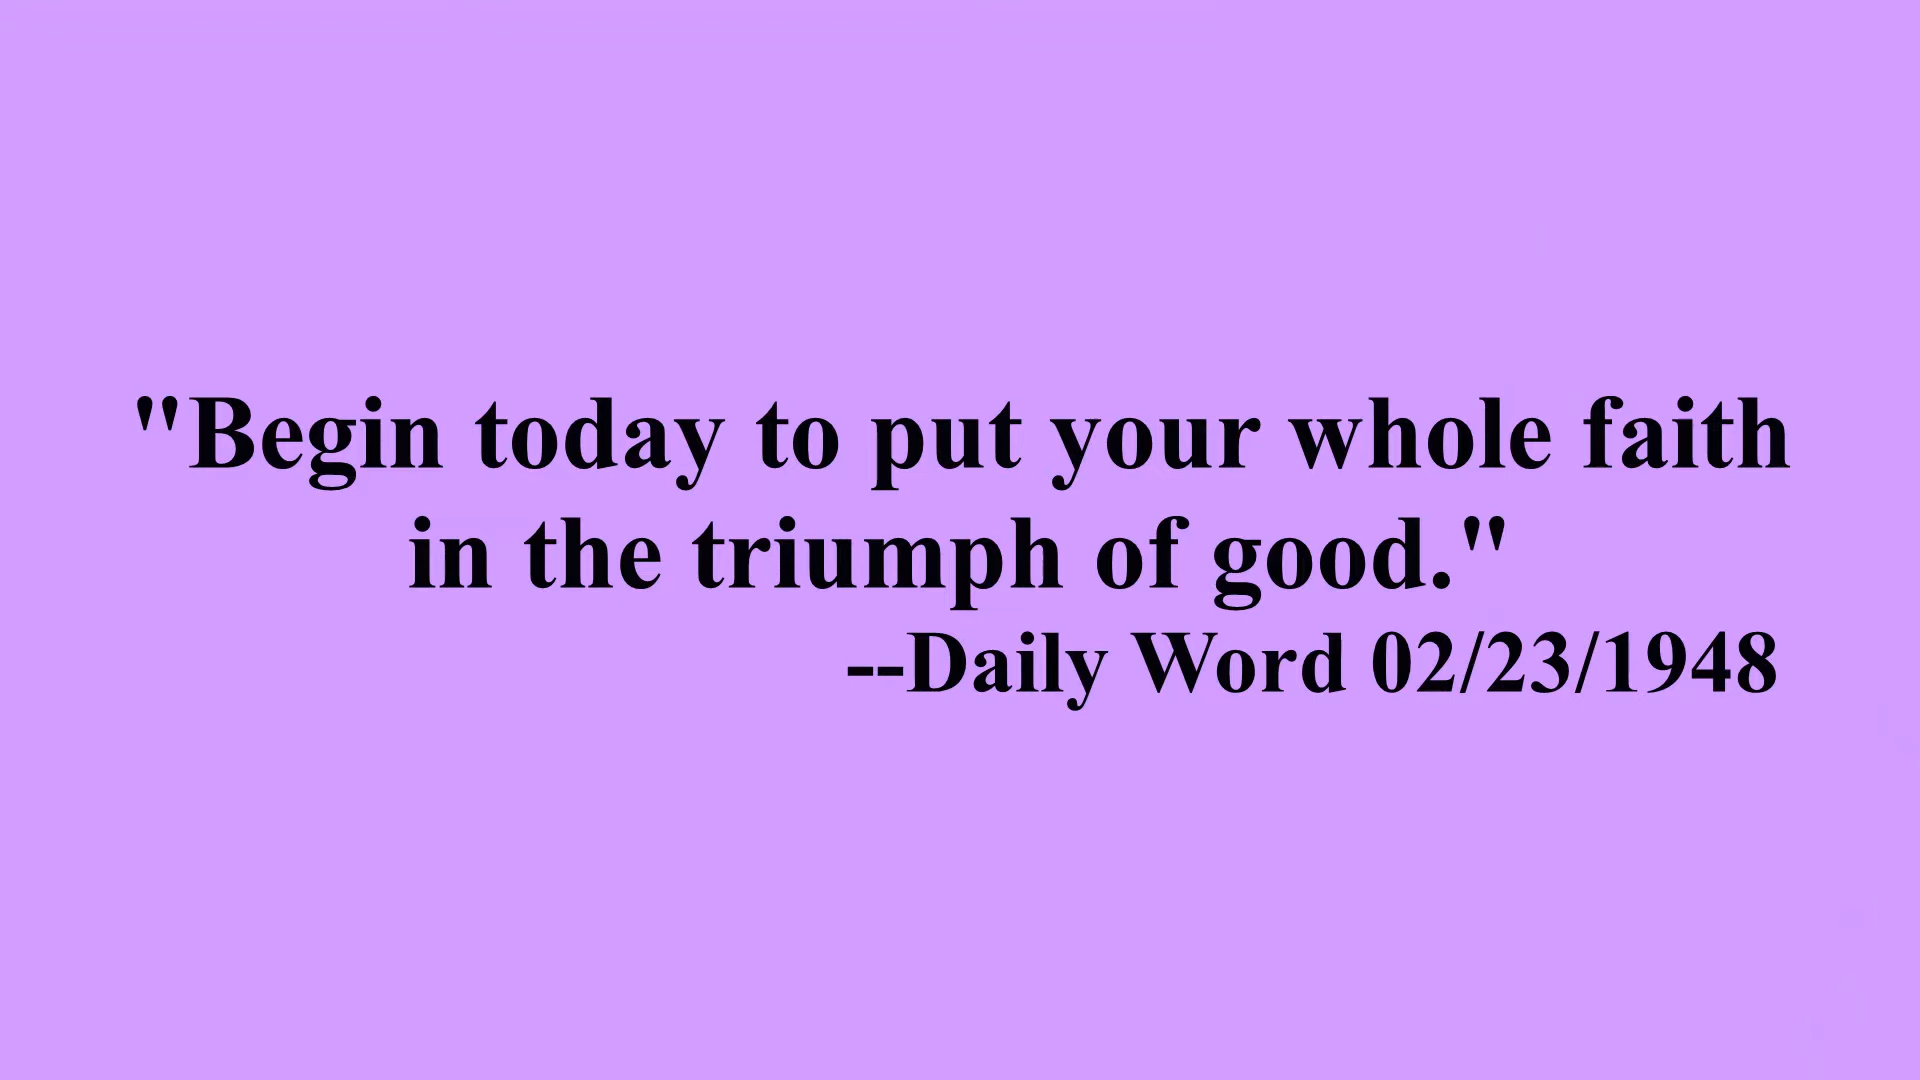 "Begin today to put your whole faith
in the triumph of good."
--Daily Word 02/23/1948